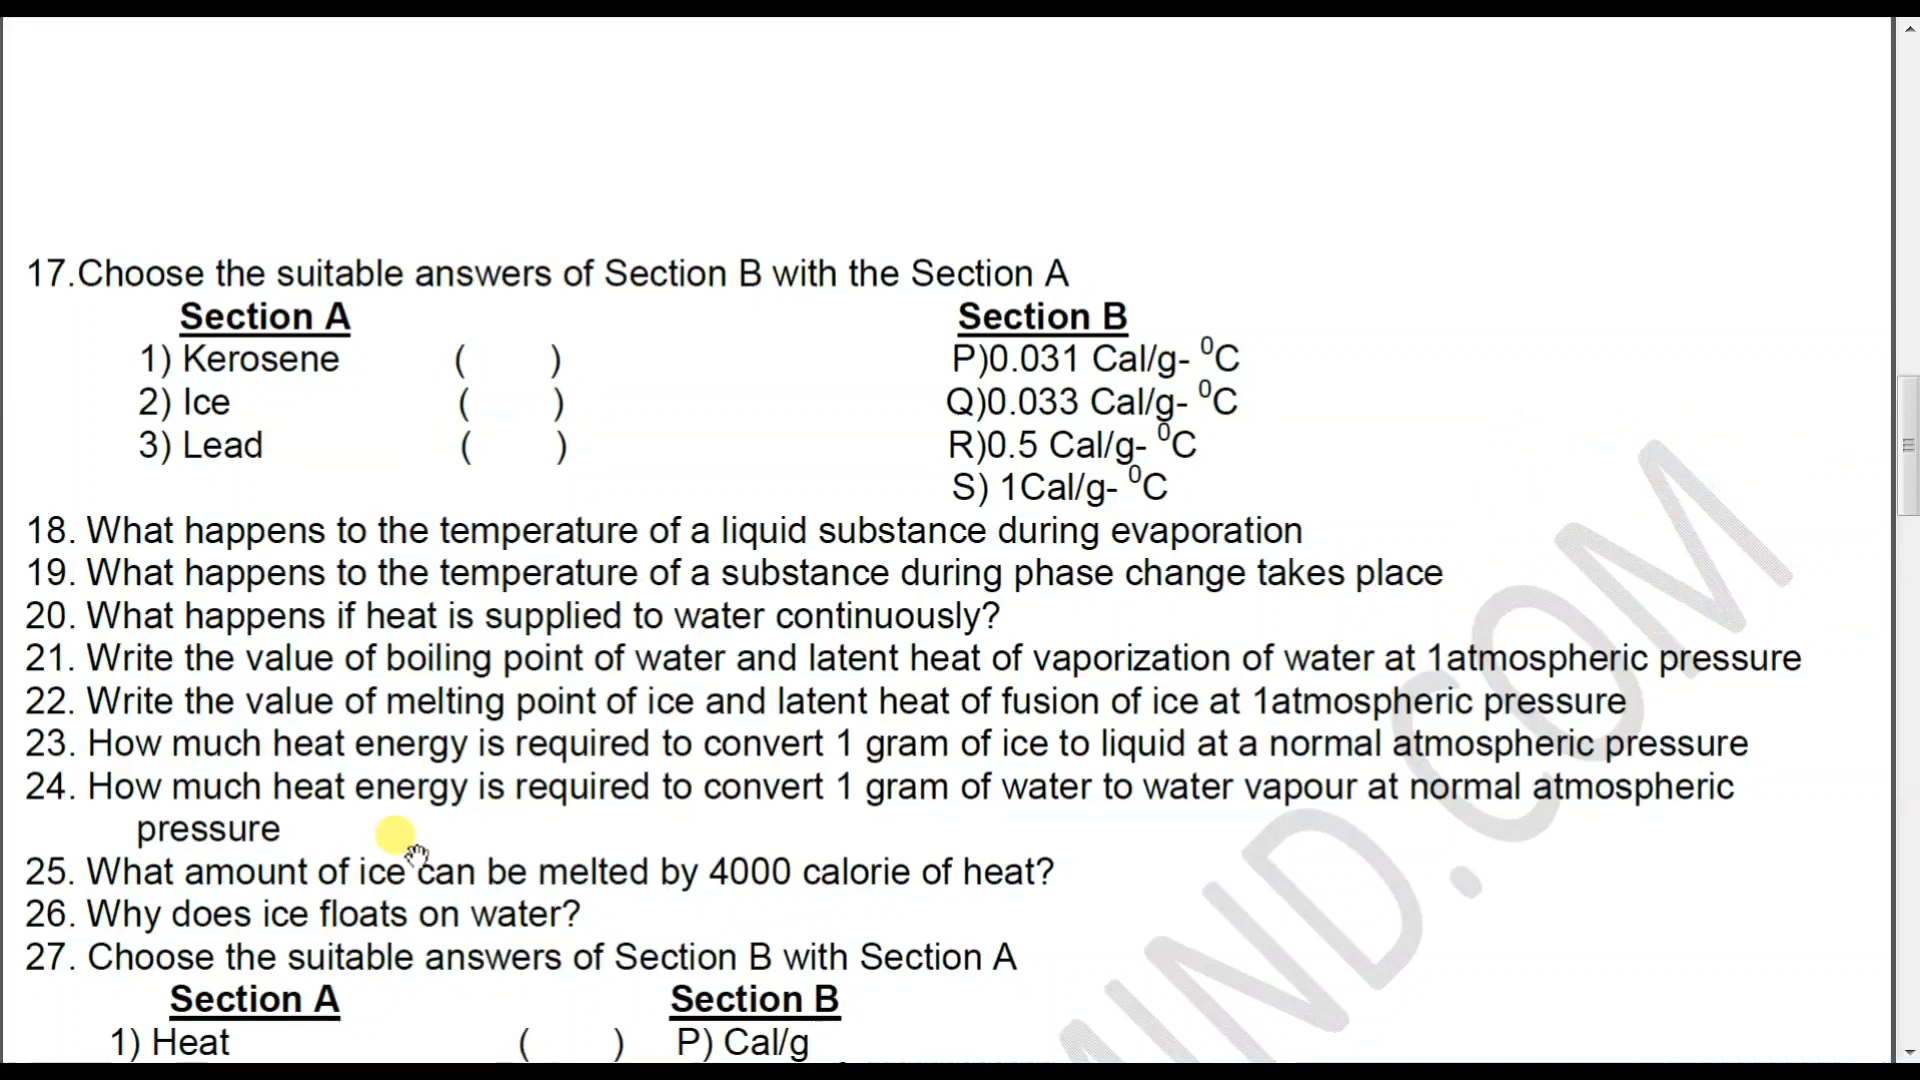 17.Choose the suitable answers of Section B with the Section A
Section A Section B
1) Kerosene ( ) P)0.031 Cal/g- ⁰C
2) Ice ( ) Q)0.033 Cal/g- ⁰C
3) Lead ( ) R)0.5 Cal/g- ⁰C
S) 1Cal/g- ⁰C
18. What happens to the temperature of a liquid substance during evaporation
19. What happens to the temperature of a substance during phase change takes place
20. What happens if heat is supplied to water continuously?
21. Write the value of boiling point of water and latent heat of vaporization of water at 1atmospheric pressure
22. Write the value of melting point of ice and latent heat of fusion of ice at 1atmospheric pressure
23. How much heat energy is required to convert 1 gram of ice to liquid at a normal atmospheric pressure
24. How much heat energy is required to convert 1 gram of water to water vapour at normal atmospheric
pressure
25. What amount of ice can be melted by 4000 calorie of heat?
26. Why does ice floats on water?
27. Choose the suitable answers of Section B with Section A
Section A Section B
1) Heat ( ) P) Cal/g
IND.COM